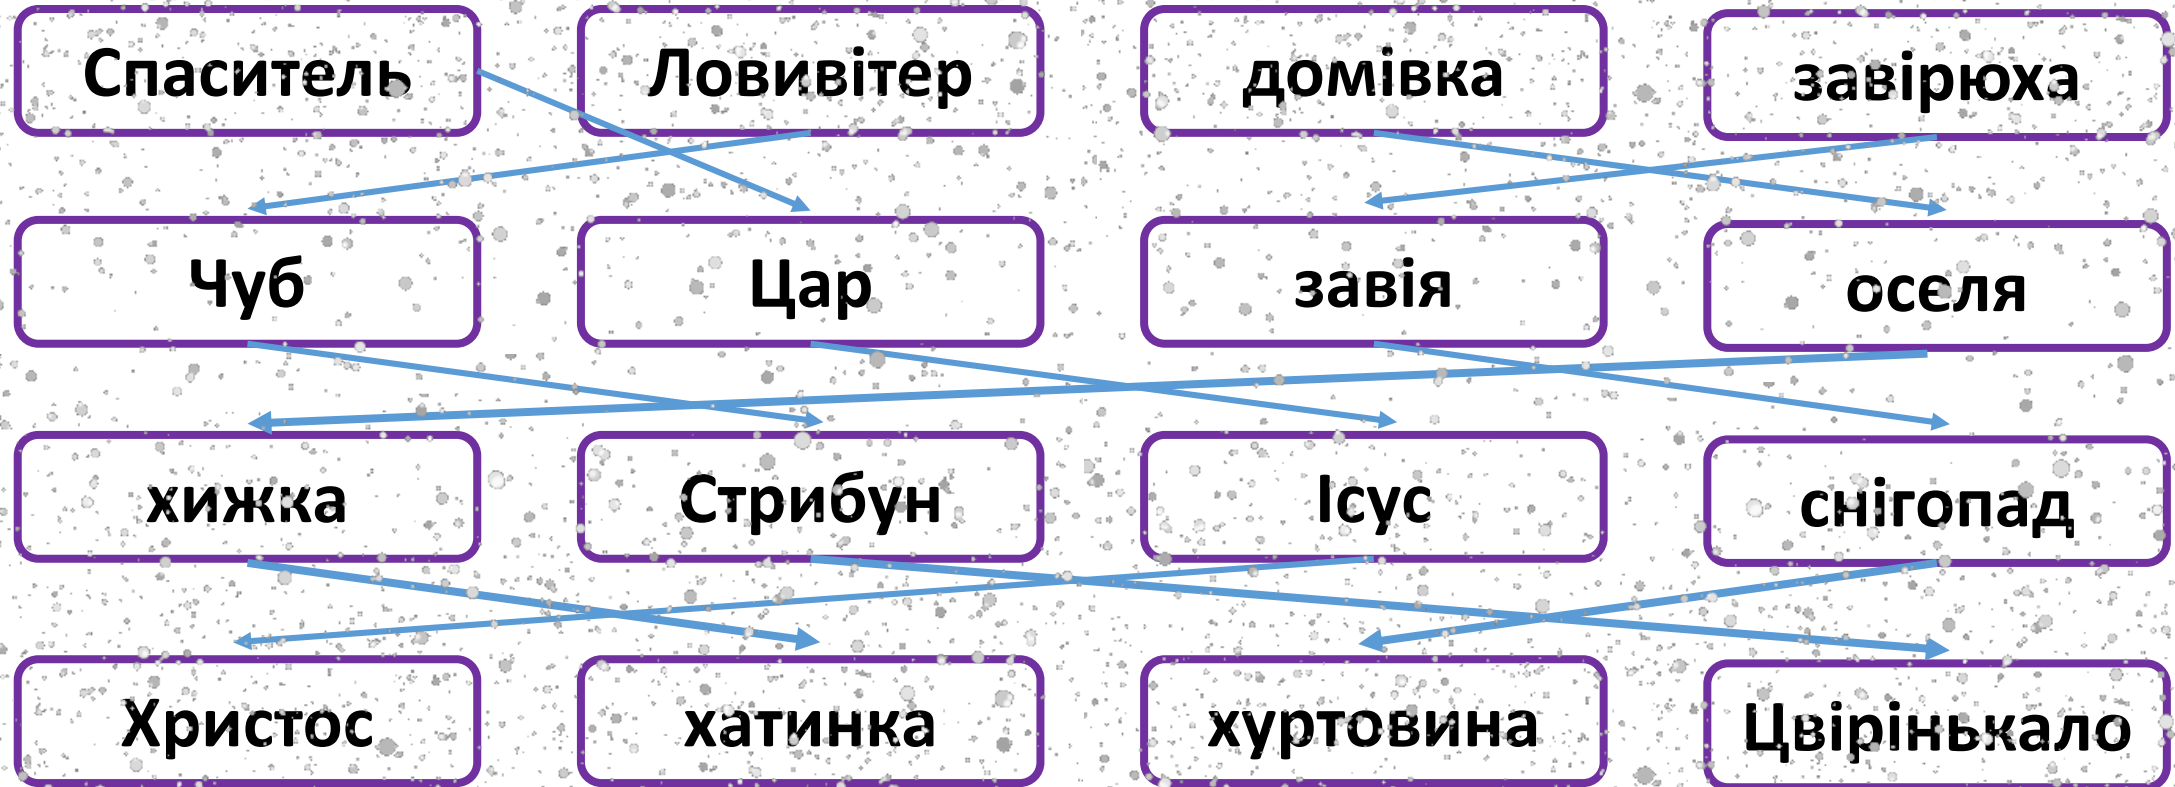 Спаситель
Ловивітер
домівка
завірюха
Чуб
Цар
завія
оселя
хижка
Стрибун
Ісус
снігопад
Христос
хатинка
хуртовина
Цвірінькало